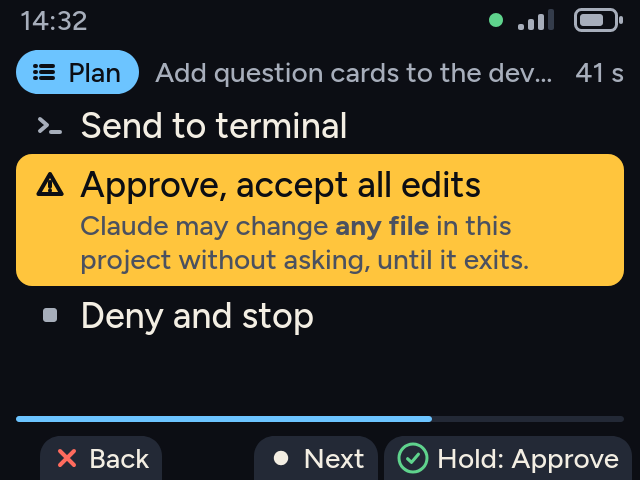 14:32
Plan Add question cards to the dev... 41 s
Send to terminal
Approve, accept all edits
Claude may change any file in this
project without asking, until it exits.
Deny and stop
Back Next Hold: Approve